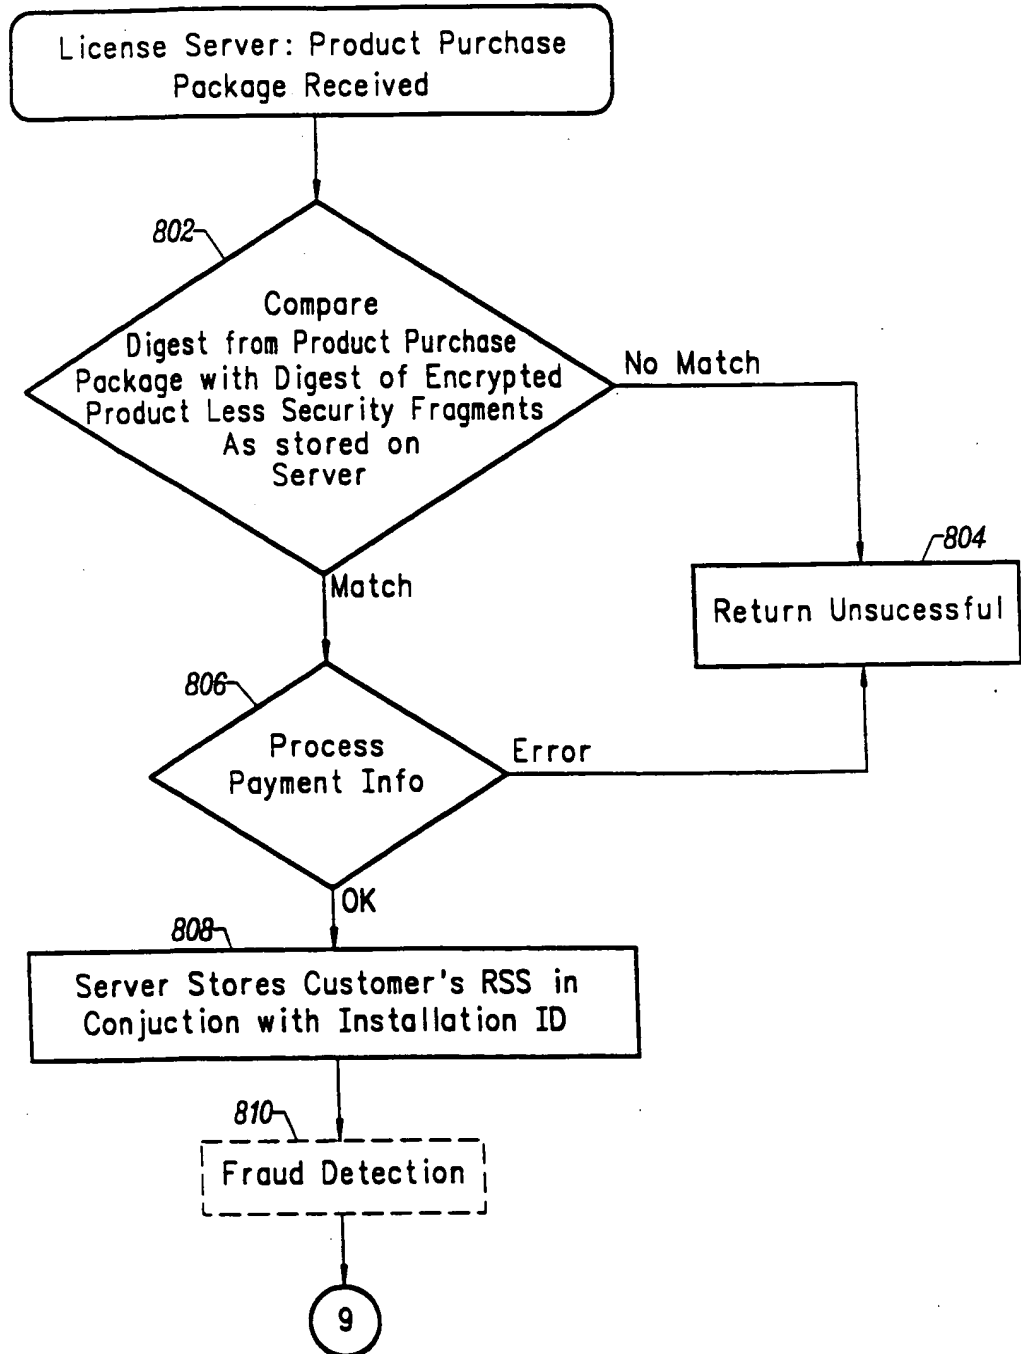 License Server: Product Purchase
Package Received
802
Compare
Digest from Product Purchase
Package with Digest of Encrypted
Product Less Security Fragments
As stored on
Server
No Match
804
Return Unsucessful
Match
806
Process
Payment Info
Error
OK
808
Server Stores Customer's RSS in
Conjuction with Installation ID
810
Fraud Detection
9